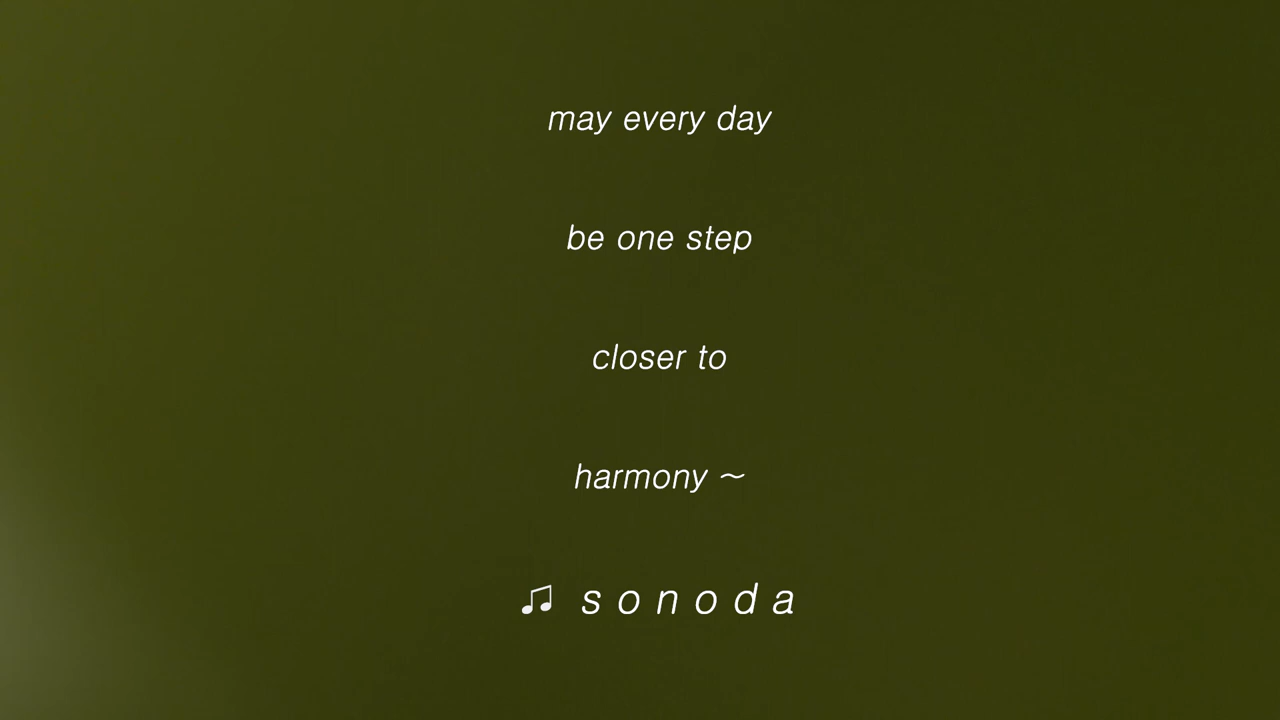 may every day
be one step
closer to
harmony ~
♫ s o n o d a